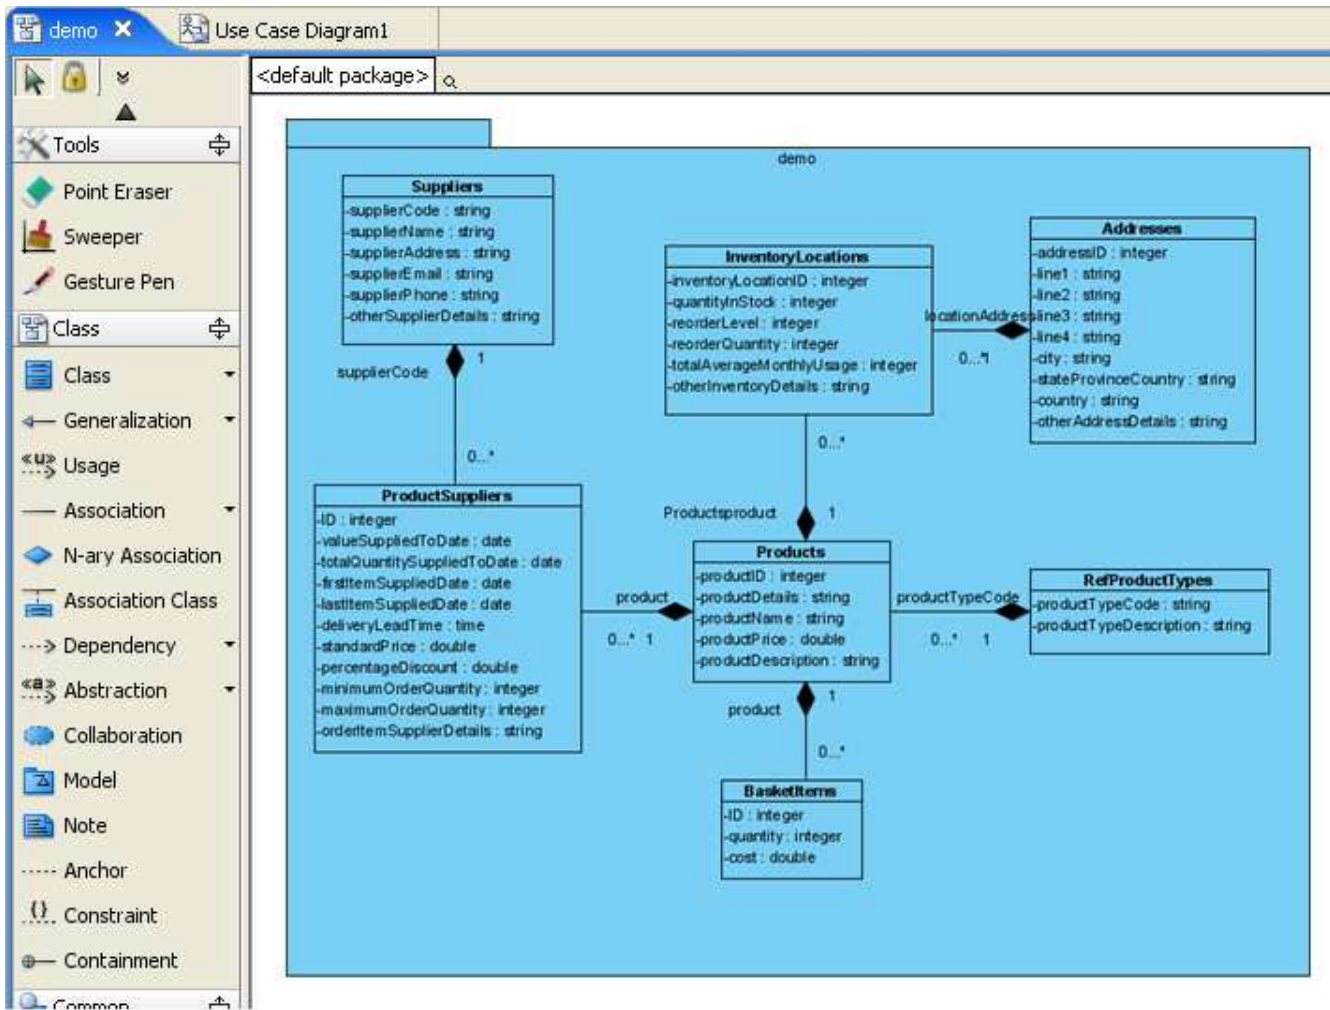 demo
Use Case Diagram1
<default package>
Tools
Point Eraser
Sweeper
Gesture Pen
Class
Class
Generalization
«u»
Usage
Association
N-ary Association
Association Class
Dependency
«a»
Abstraction
Collaboration
Model
Note
Anchor
{}
Constraint
Containment
Common
demo
Suppliers
-supplierCode : string
-supplierName : string
-supplierAddress : string
-supplierEmail : string
-supplierPhone : string
-otherSupplierDetails : string
supplierCode
1
0...*
ProductSuppliers
-ID : integer
-valueSuppliedToDate : date
-totalQuantitySuppliedToDate : date
-firstItemSuppliedDate : date
-lastItemSuppliedDate : date
-deliveryLeadTime : time
-standardPrice : double
-percentageDiscount : double
-minimumOrderQuantity : integer
-maximumOrderQuantity : integer
-orderItemSupplierDetails : string
product
0...* 1
InventoryLocations
-inventoryLocationID : integer
-quantityInStock : integer
-reorderLevel : integer
-reorderQuantity : integer
-totalAverageMonthlyUsage : integer
-otherInventoryDetails : string
locationAddress
0...*1
Addresses
-addressID : integer
-line1 : string
-line2 : string
-line3 : string
-line4 : string
-city : string
-stateProvinceCountry : string
-country : string
-otherAddressDetails : string
0...*
Productsproduct
1
Products
-productID : integer
-productDetails : string
-productName : string
-productPrice : double
-productDescription : string
productTypeCode
0...* 1
RefProductTypes
-productTypeCode : string
-productTypeDescription : string
product
1
0...*
BasketItems
-ID : integer
-quantity : integer
-cost : double